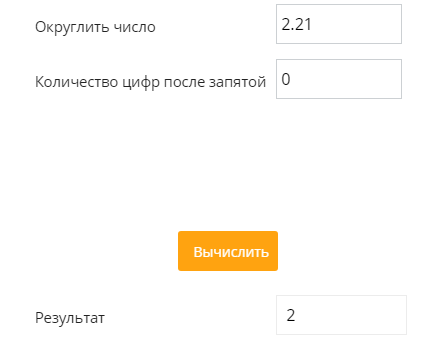 Округлить число 2.21
Количество цифр после запятой 0
Вычислить
Результат 2